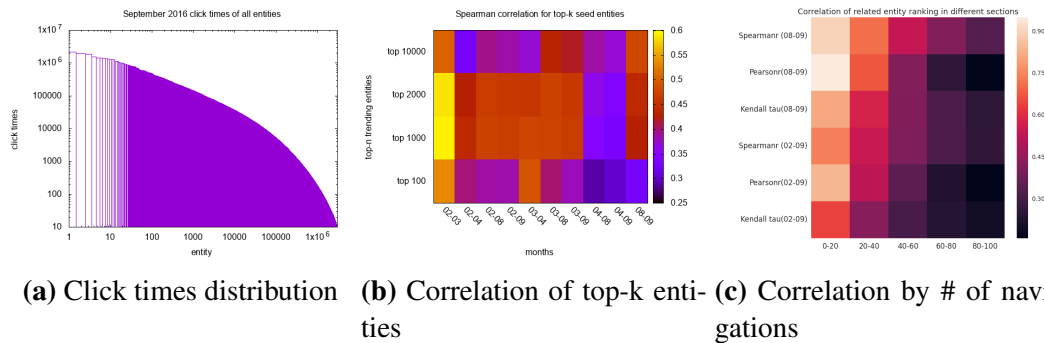 September 2016 click times of all entities
1x10^7
1x10^6
100000
10000
1000
100
10
click times
1
10
100
1000
10000
100000
1x10^6
entity
Spearman correlation for top-k seed entities
top 10000
top 2000
top 1000
top 100
top-n trending entities
02-03
02-04
02-08
02-09
03-04
03-08
03-09
04-08
04-09
08-09
months
0.6
0.55
0.5
0.45
0.4
0.35
0.3
0.25
Correlation of related entity ranking in different sections
Spearmanr (08-09)
Pearsonr(08-09)
Kendall tau(08-09)
Spearmanr (02-09)
Pearsonr(02-09)
Kendall tau(02-09)
0-20
20-40
40-60
60-80
80-100
0.90
0.75
0.60
0.45
0.30
(a) Click times distribution
(b) Correlation of top-k enti-
ties
(c) Correlation by # of navi
gations